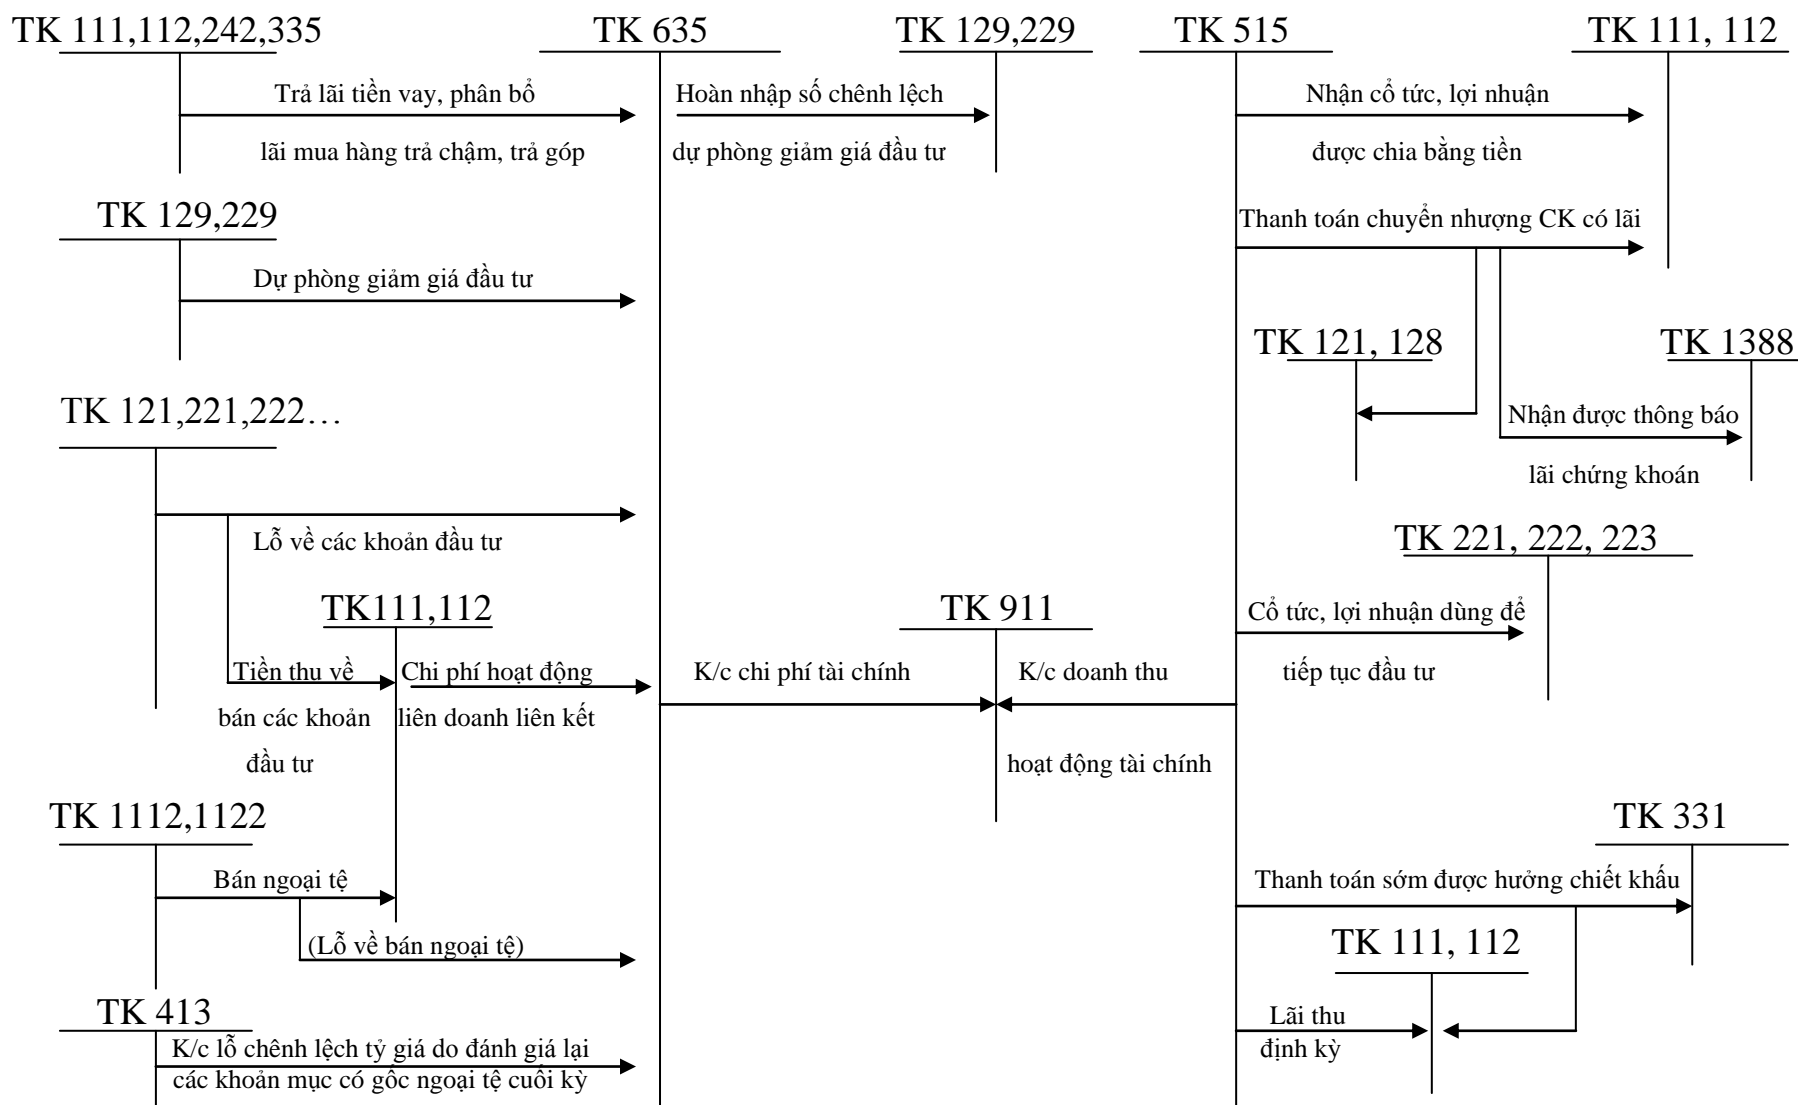 TK 111,112,242,335
TK 635
TK 129,229
TK 515
TK 111, 112
Trả lãi tiền vay, phân bổ
Hoàn nhập số chênh lệch
Nhận cổ tức, lợi nhuận
lãi mua hàng trả chậm, trả góp
dự phòng giảm giá đầu tư
được chia bằng tiền
TK 129,229
Thanh toán chuyển nhượng CK có lãi
Dự phòng giảm giá đầu tư
TK 121, 128
TK 1388
TK 121,221,222…
Nhận được thông báo
lãi chứng khoán
Lỗ về các khoản đầu tư
TK 221, 222, 223
TK111,112
TK 911
Cổ tức, lợi nhuận dùng để
Tiền thu về
Chi phí hoạt động
K/c chi phí tài chính
K/c doanh thu
tiếp tục đầu tư
bán các khoản
liên doanh liên kết
đầu tư
hoạt động tài chính
TK 1112,1122
TK 331
Bán ngoại tệ
Thanh toán sớm được hưởng chiết khấu
(Lỗ về bán ngoại tệ)
TK 111, 112
TK 413
Lãi thu
K/c lỗ chênh lệch tỷ giá do đánh giá lại
định kỳ
các khoản mục có gốc ngoại tệ cuối kỳ